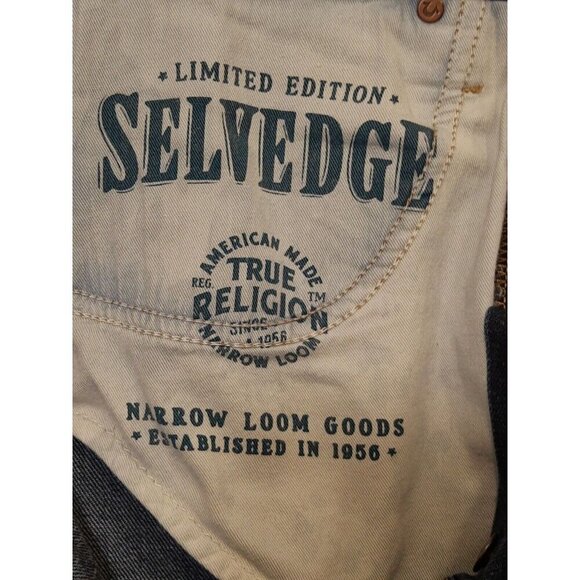 ★ LIMITED EDITION ★
SELVEDGE
AMERICAN MADE
REG. TRUE ™
RELIGION
SINCE
1956
NARROW LOOM
NARROW LOOM GOODS
★ ESTABLISHED IN 1956 ★